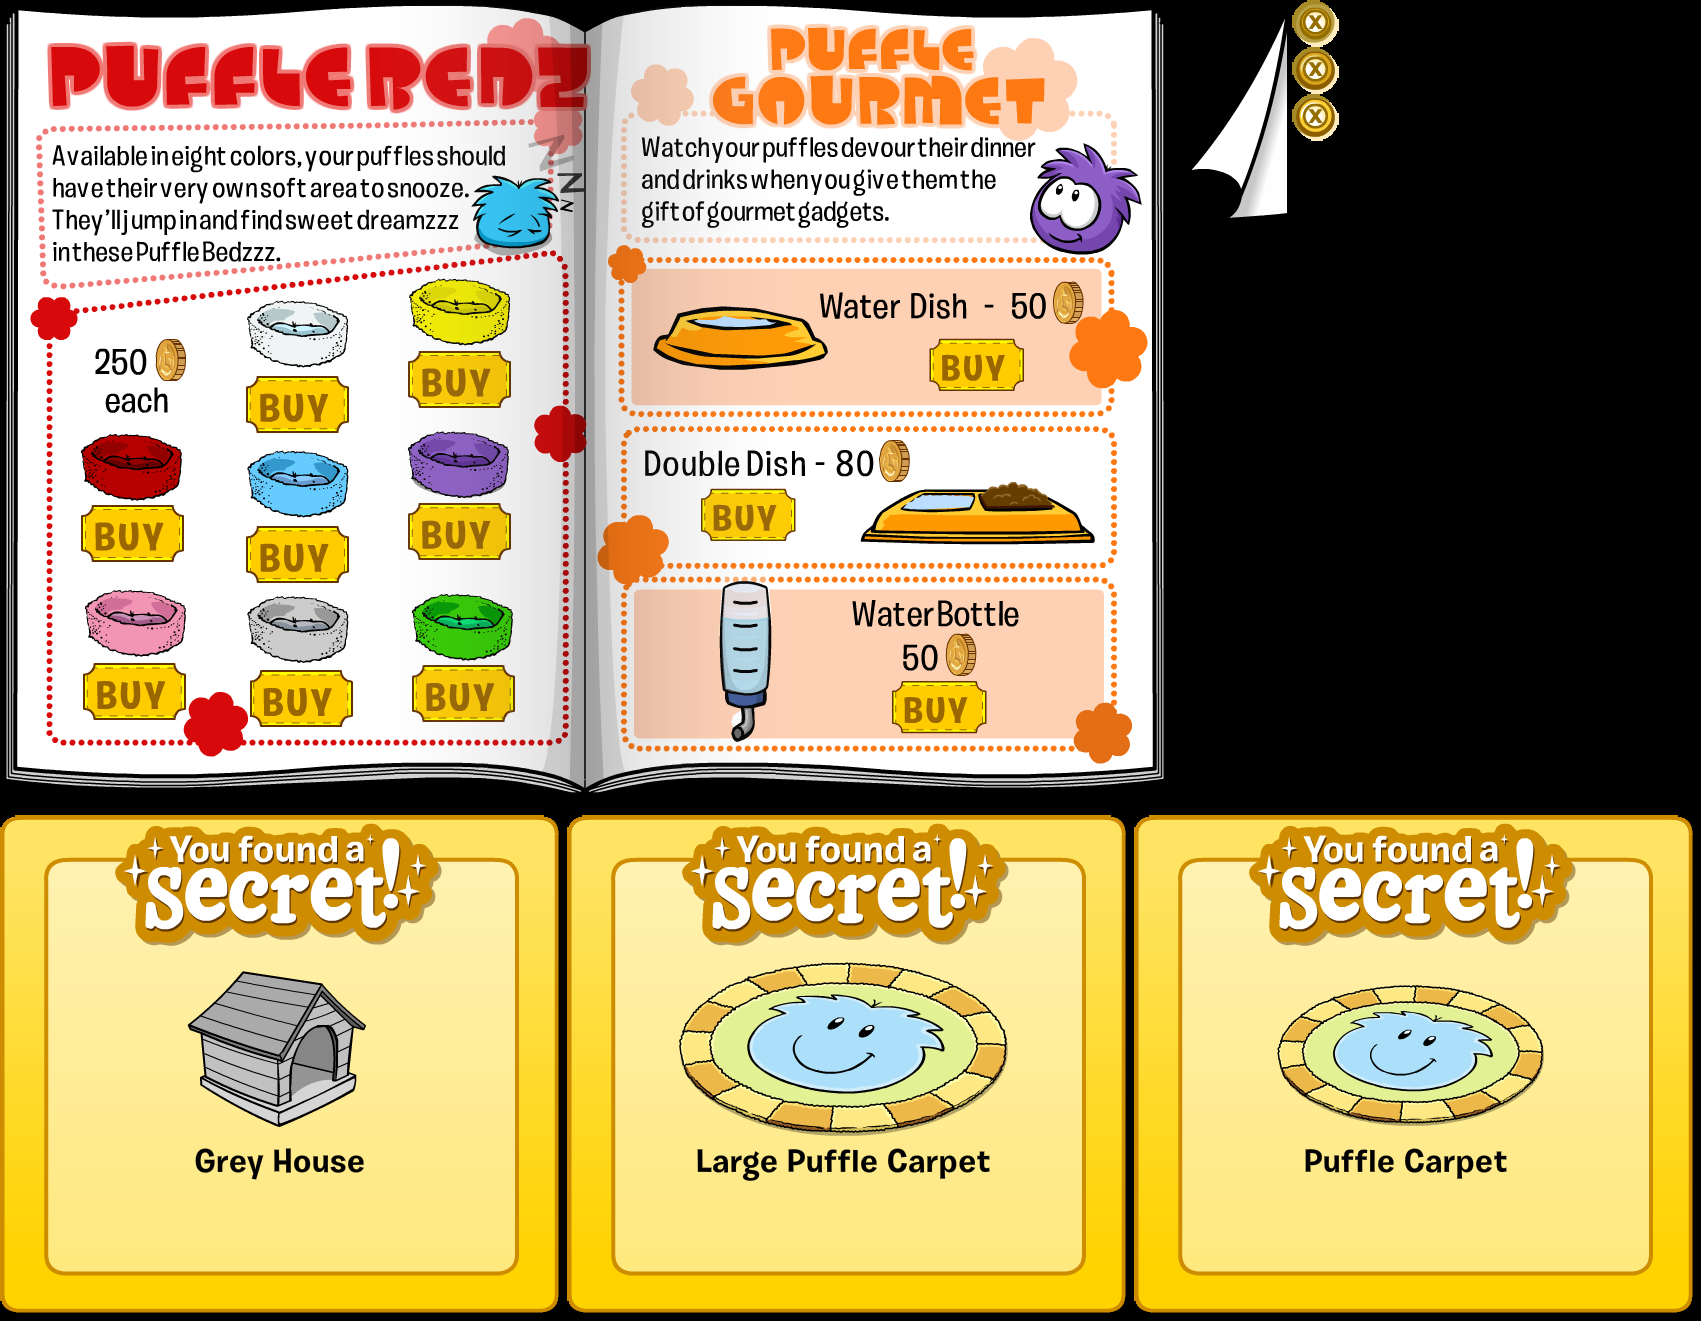 PUFFLE BEDZ
Available in eight colors, your puffles should
have their very own soft area to snooze.
They'll jump in and find sweet dreamzzz
in these Puffle Bedzzz.
Z
Z
Z
250
each
BUY
BUY
BUY
BUY
BUY
BUY
BUY
BUY
PUFFLE
GOURMET
Watch your puffles devour their dinner
and drinks when you give them the
gift of gourmet gadgets.
Water Dish - 50
BUY
Double Dish - 80
BUY
Water Bottle
50
BUY
X
X
X
You found a
secret!
Grey House
You found a
secret!
Large Puffle Carpet
You found a
secret!
Puffle Carpet